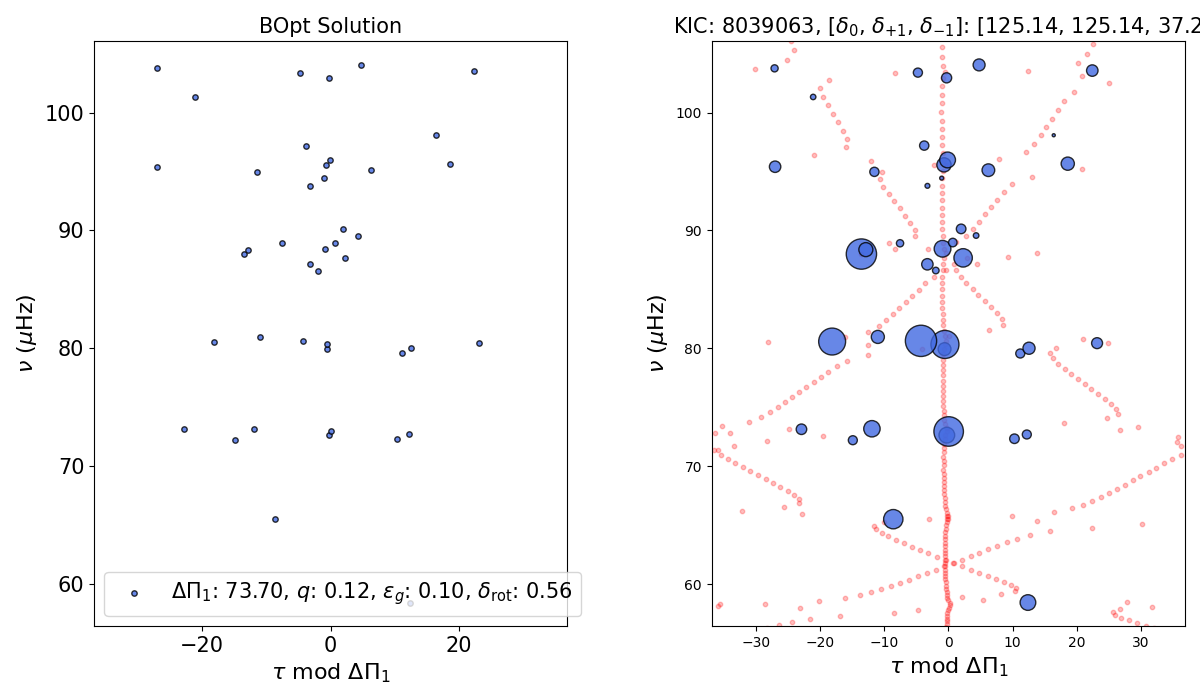 BOpt Solution
100
90
80
70
60
−20 0 20
ν (μHz)
τ mod ΔΠ₁
ΔΠ₁: 73.70, q: 0.12, ε_g: 0.10, δ_rot: 0.56
KIC: 8039063, [δ₀, δ₊₁, δ₋₁]: [125.14, 125.14, 37.2
100
90
80
70
60
−30 −20 −10 0 10 20 30
ν (μHz)
τ mod ΔΠ₁